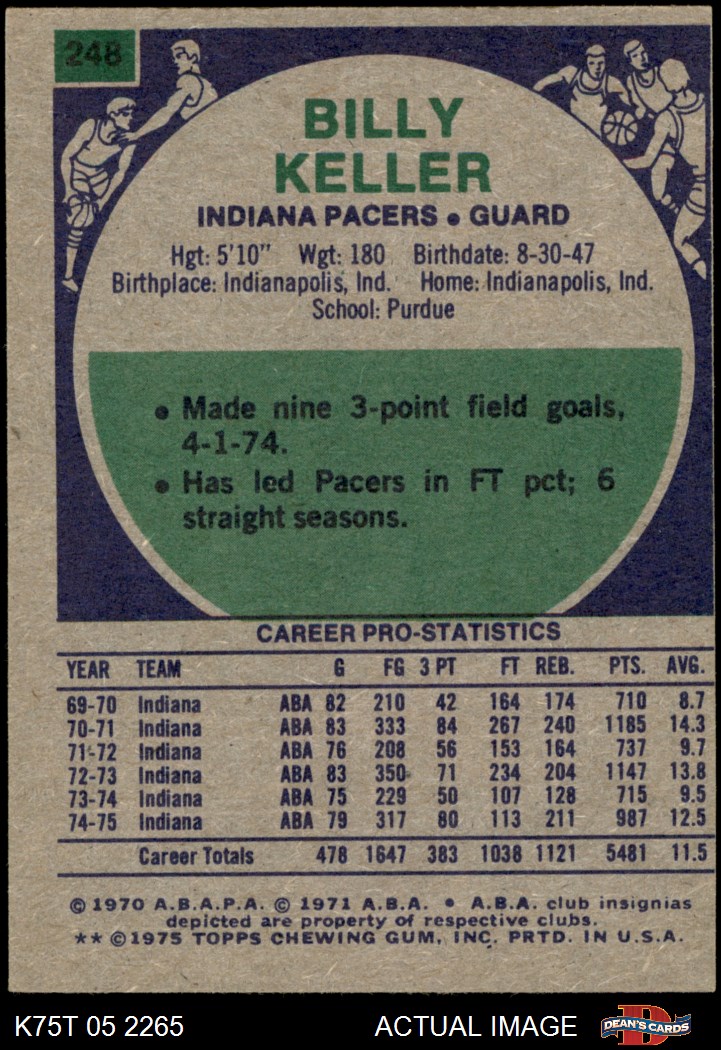 248
BILLY
KELLER
INDIANA PACERS • GUARD
Hgt: 5'10" Wgt: 180 Birthdate: 8-30-47
Birthplace: Indianapolis, Ind. Home: Indianapolis, Ind.
School: Purdue
• Made nine 3-point field goals,
4-1-74.
• Has led Pacers in FT pct; 6
straight seasons.
CAREER PRO-STATISTICS
YEAR TEAM G FG 3 PT FT REB. PTS. AVG.
69-70 Indiana ABA 82 210 42 164 174 710 8.7
70-71 Indiana ABA 83 333 84 267 240 1185 14.3
71-72 Indiana ABA 76 208 56 153 164 737 9.7
72-73 Indiana ABA 83 350 71 234 204 1147 13.8
73-74 Indiana ABA 75 229 50 107 128 715 9.5
74-75 Indiana ABA 79 317 80 113 211 987 12.5
Career Totals 478 1647 383 1038 1121 5481 11.5
© 1970 A.B.A.P.A. © 1971 A.B.A. • A.B.A. club insignias
depicted are property of respective clubs.
** ©1975 TOPPS CHEWING GUM, INC. PRTD. IN U.S.A.
K75T 05 2265 ACTUAL IMAGE D DEAN'S CARDS